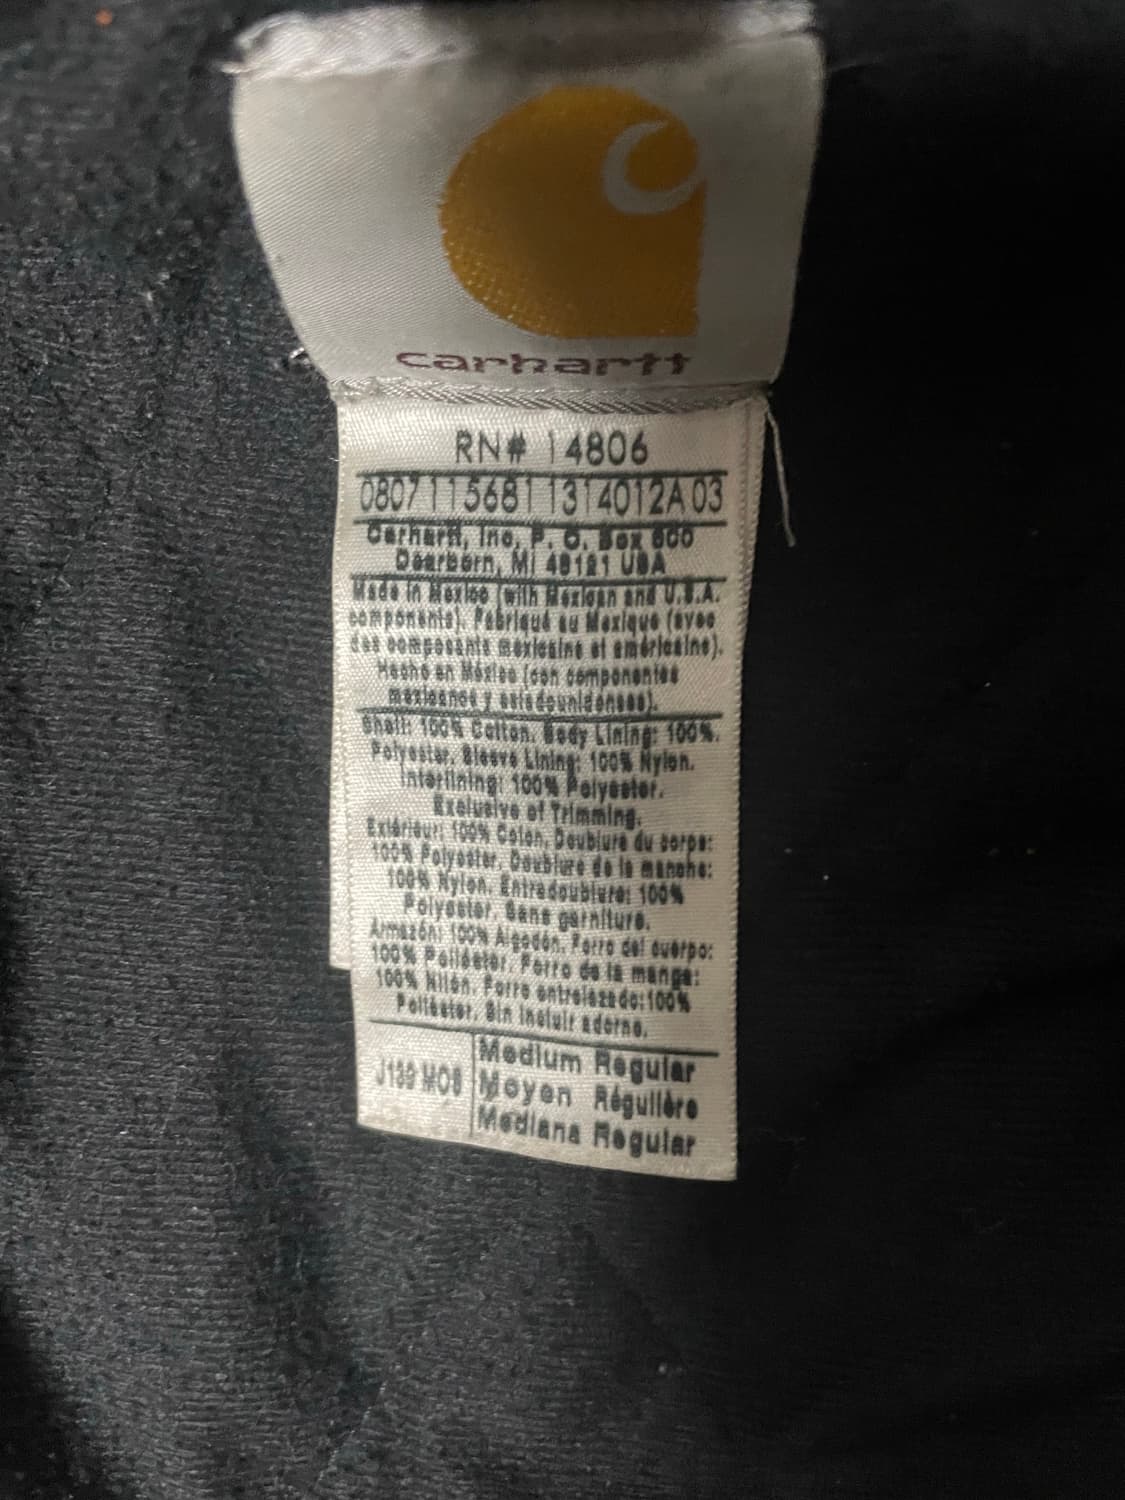 carhartt
RN# 14806
0807115681 1314012A 03
Carhartt, Inc. P. O. Box 600
Dearborn, MI 48121 USA
Made in Mexico (with Mexican and U.S.A.
components). Fabriqué au Mexique (avec
des composants mexicains et américains).
Hecho en México (con componentes
mexicanos y estadounidenses).
Shell: 100% Cotton. Body Lining: 100%.
Polyester. Sleeve Lining: 100% Nylon.
Interlining: 100% Polyester.
Exclusive of Trimming.
Extérieur: 100% Coton. Doublure du corps:
100% Polyester. Doublure de la manche:
100% Nylon. Entredoublure: 100%
Polyester. Sans garniture.
Armazón: 100% Algodón. Forro del cuerpo:
100% Poliéster. Forro de la manga:
100% Nilón. Forro entrelazado:100%
Poliéster. Sin incluir adorno.
Medium Regular
J139 Moyen Régulière
Mediana Regular